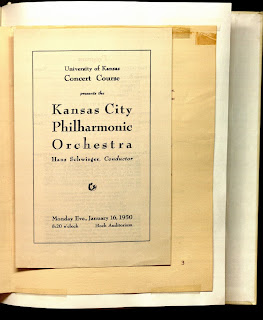 University of Kansas
Concert Course
presents the
Kansas City
Philharmonic
Orchestra
Hans Schwieger, Conductor
Monday Eve., January 16, 1950
8:20 o'clock Hoch Auditorium
3